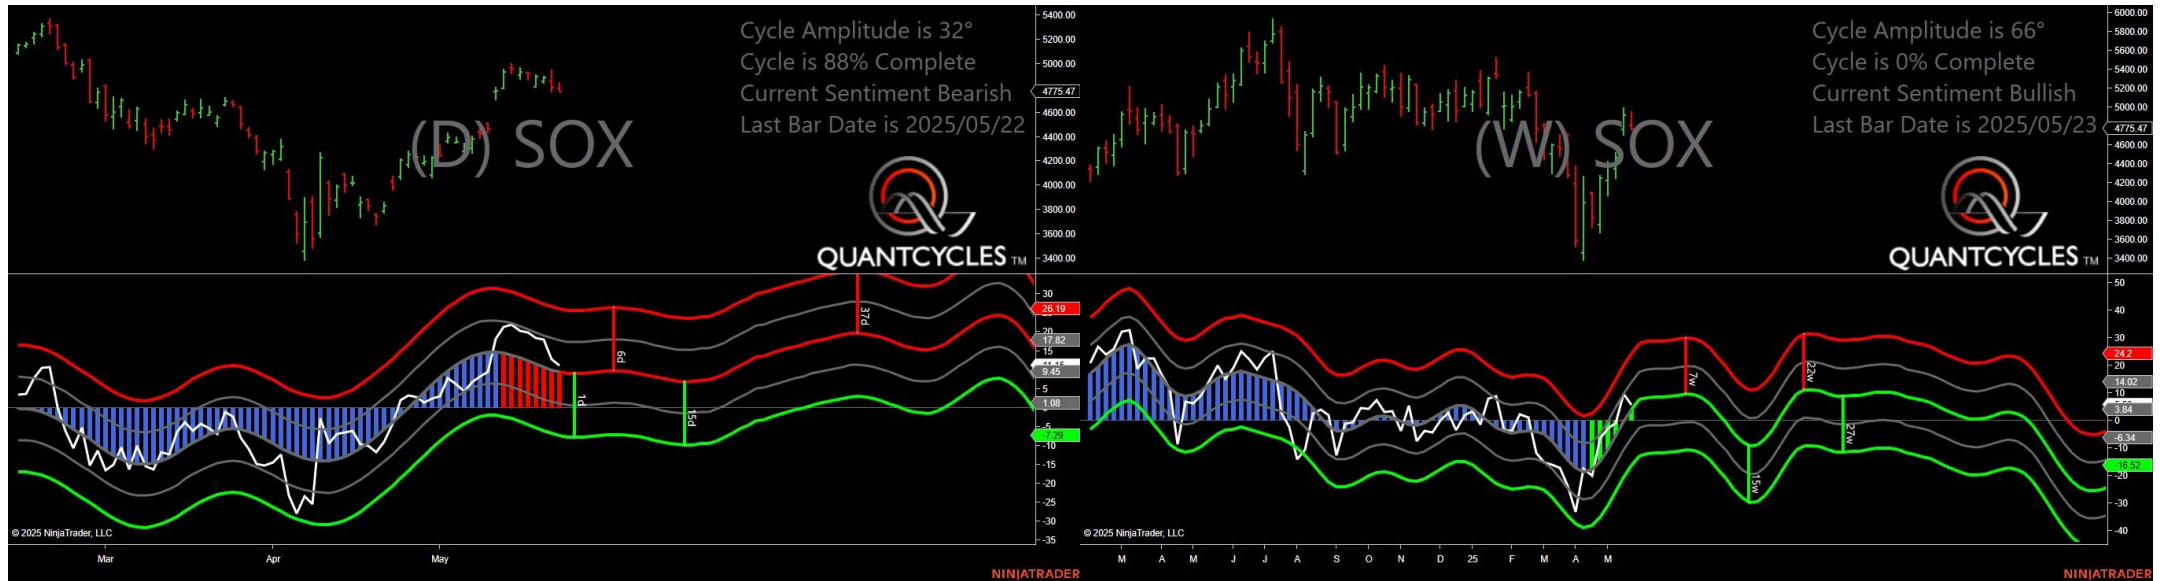 Cycle Amplitude is 32°
Cycle is 88% Complete
Current Sentiment Bearish
Last Bar Date is 2025/05/22
(D) SOX
QUANTCYCLES TM
5400.00
5200.00
5000.00
4775.47
4600.00
4400.00
4200.00
4000.00
3800.00
3600.00
3400.00
30
26.19
20
17.82
15
9.45
5
1.08
-5
-7.29
-10
-15
-20
-25
-30
-35
1d
6d
15d
37d
© 2025 NinjaTrader, LLC
Mar
Apr
May
NINJATRADER
Cycle Amplitude is 66°
Cycle is 0% Complete
Current Sentiment Bullish
Last Bar Date is 2025/05/23
(W) SOX
QUANTCYCLES TM
6000.00
5800.00
5600.00
5400.00
5200.00
5000.00
4775.47
4600.00
4400.00
4200.00
4000.00
3800.00
3600.00
3400.00
50
40
30
24.2
20
14.02
3.84
0
-6.34
-10
-16.52
-20
-30
-40
7w
15w
22w
27w
© 2025 NinjaTrader, LLC
M A M J J A S O N D 25 F M A M
NINJATRADER